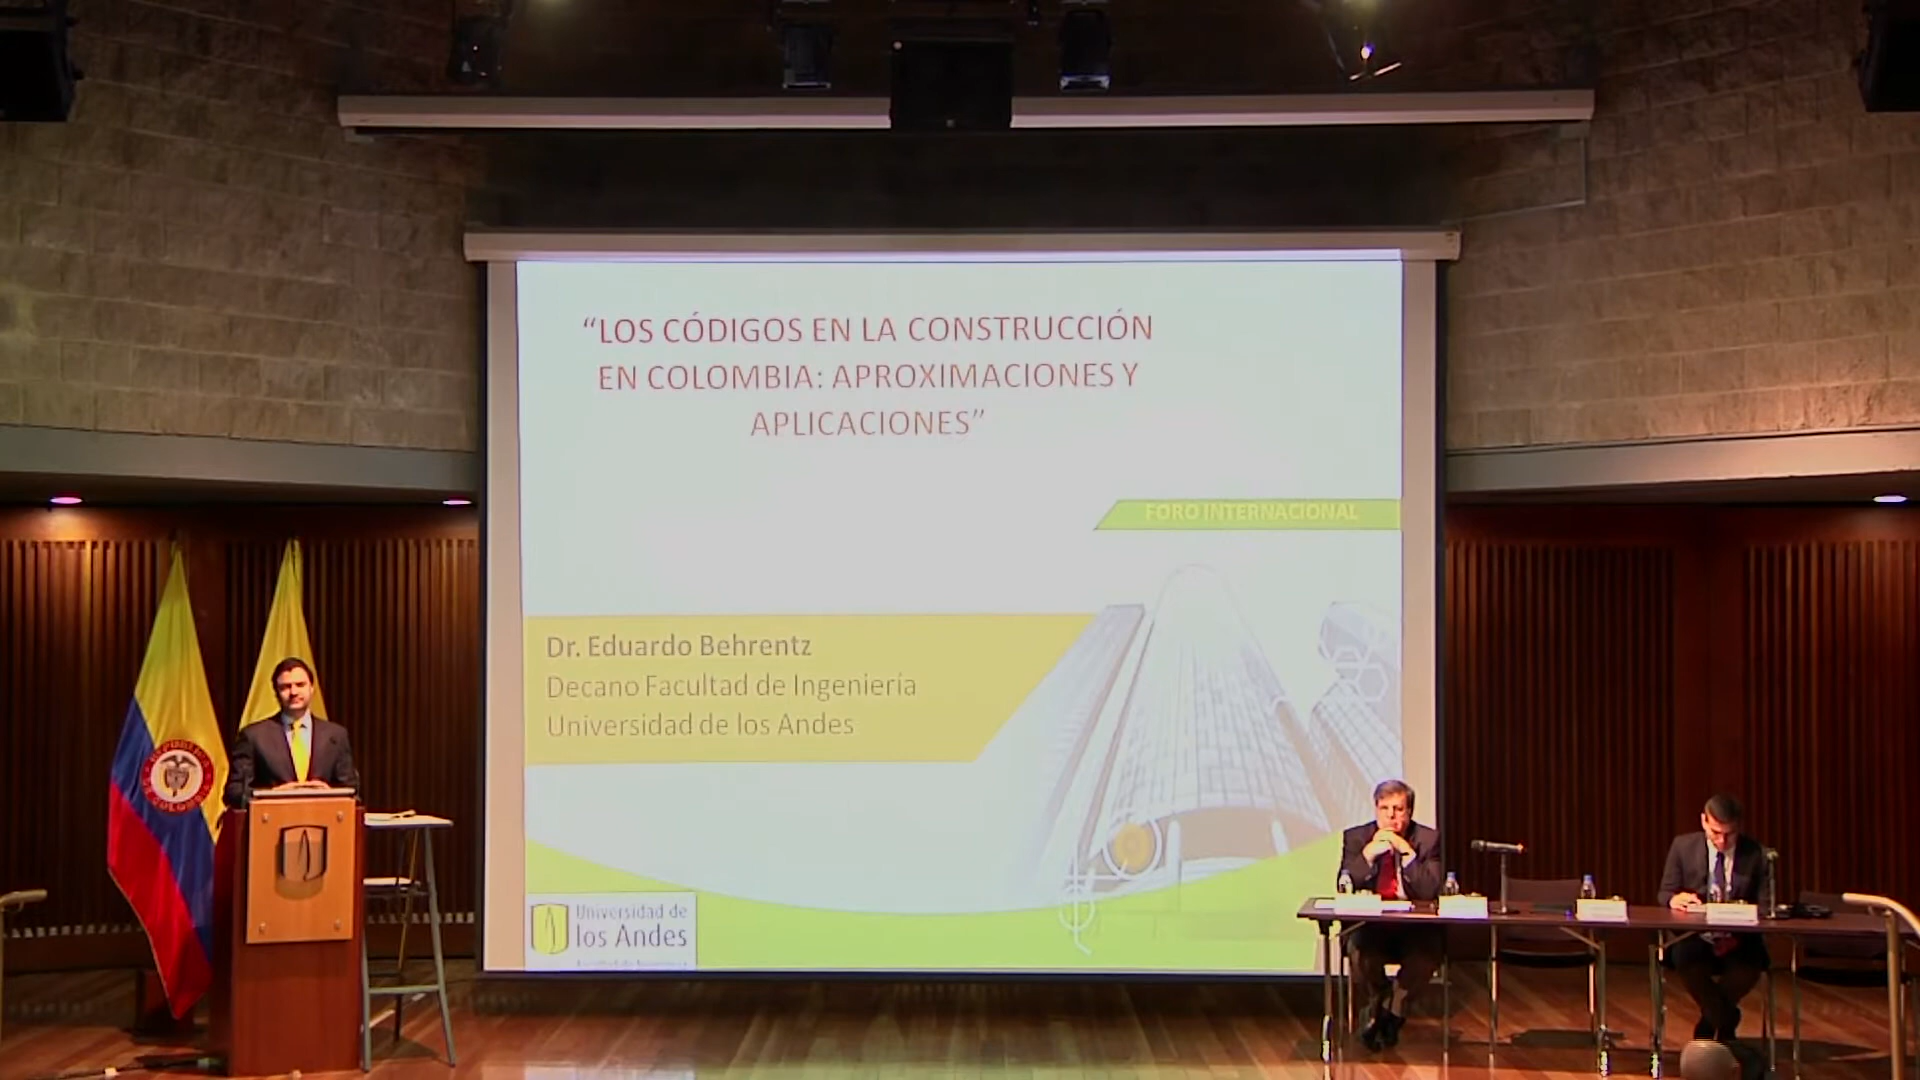 “LOS CÓDIGOS EN LA CONSTRUCCIÓN
EN COLOMBIA: APROXIMACIONES Y
APLICACIONES”
FORO INTERNACIONAL
Dr. Eduardo Behrentz
Decano Facultad de Ingeniería
Universidad de los Andes
Universidad de
los Andes